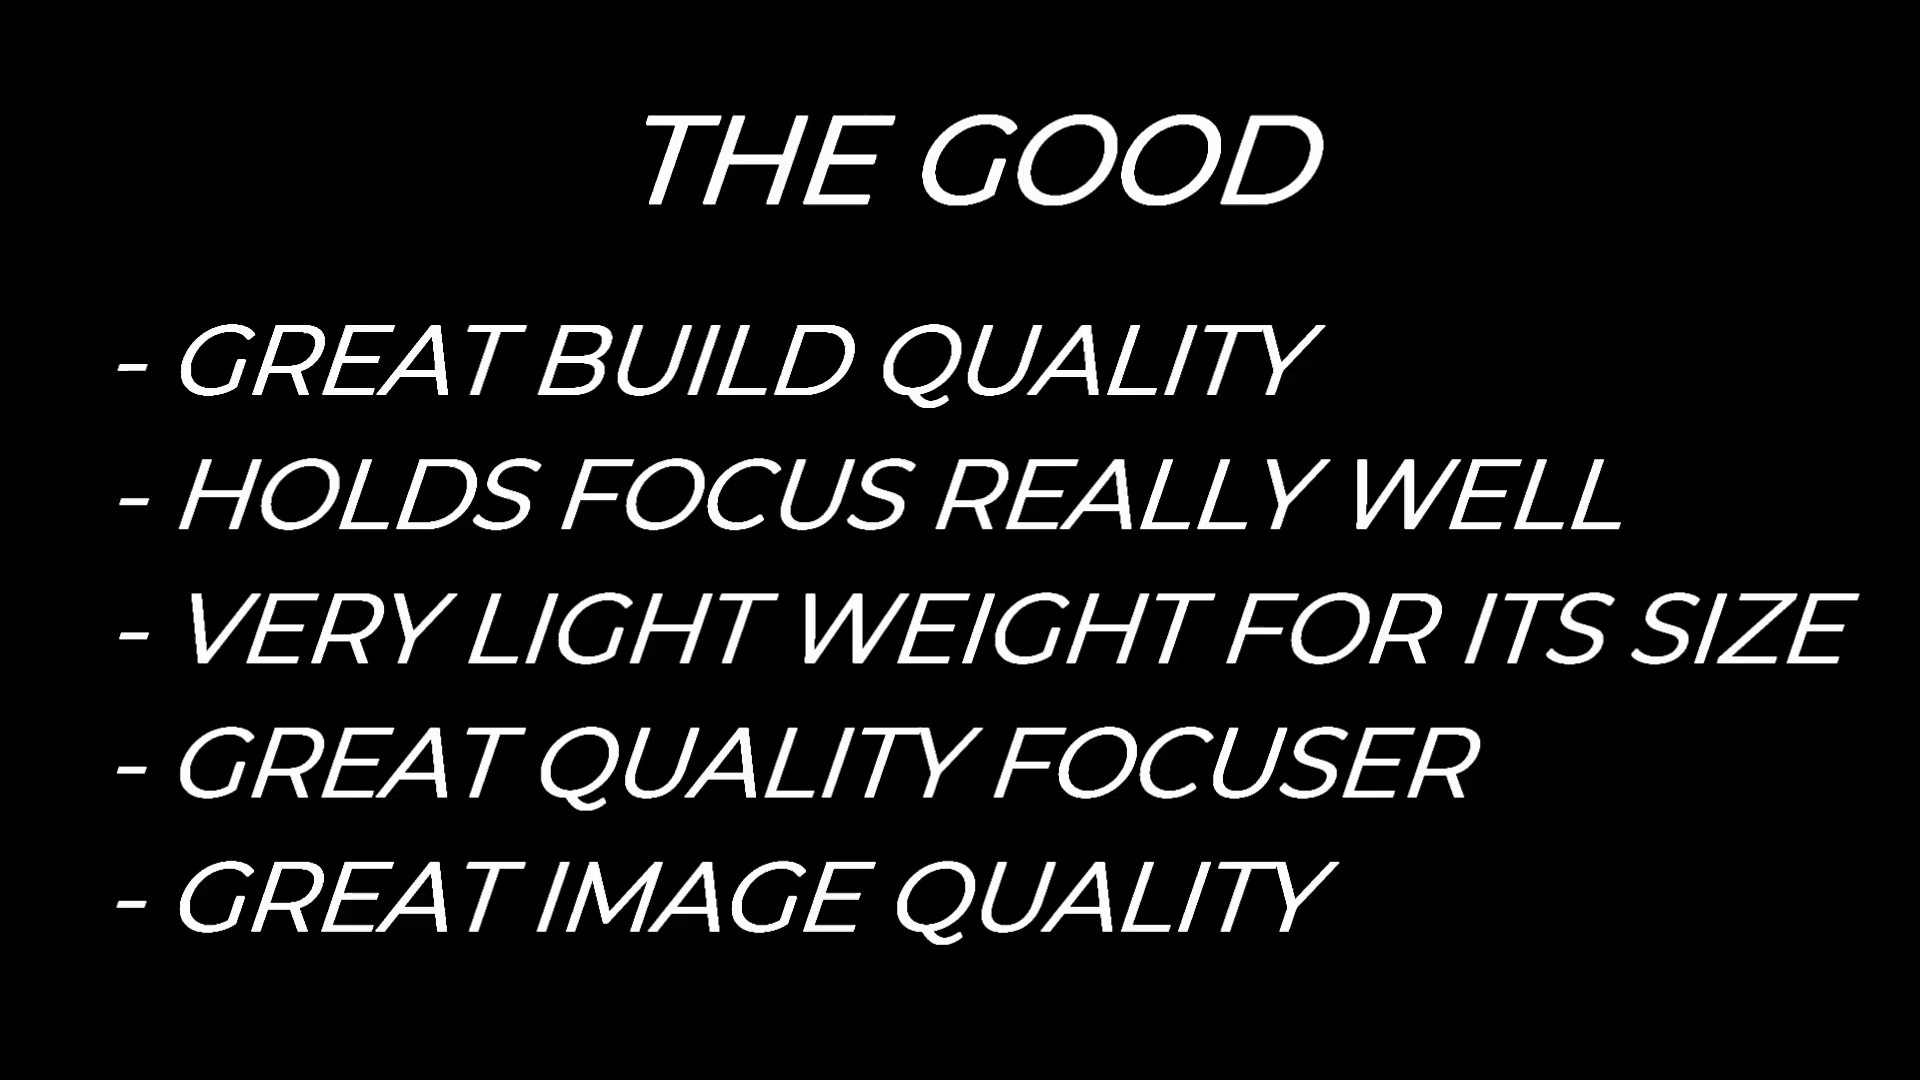 THE GOOD
- GREAT BUILD QUALITY
- HOLDS FOCUS REALLY WELL
- VERY LIGHT WEIGHT FOR ITS SIZE
- GREAT QUALITY FOCUSER
- GREAT IMAGE QUALITY